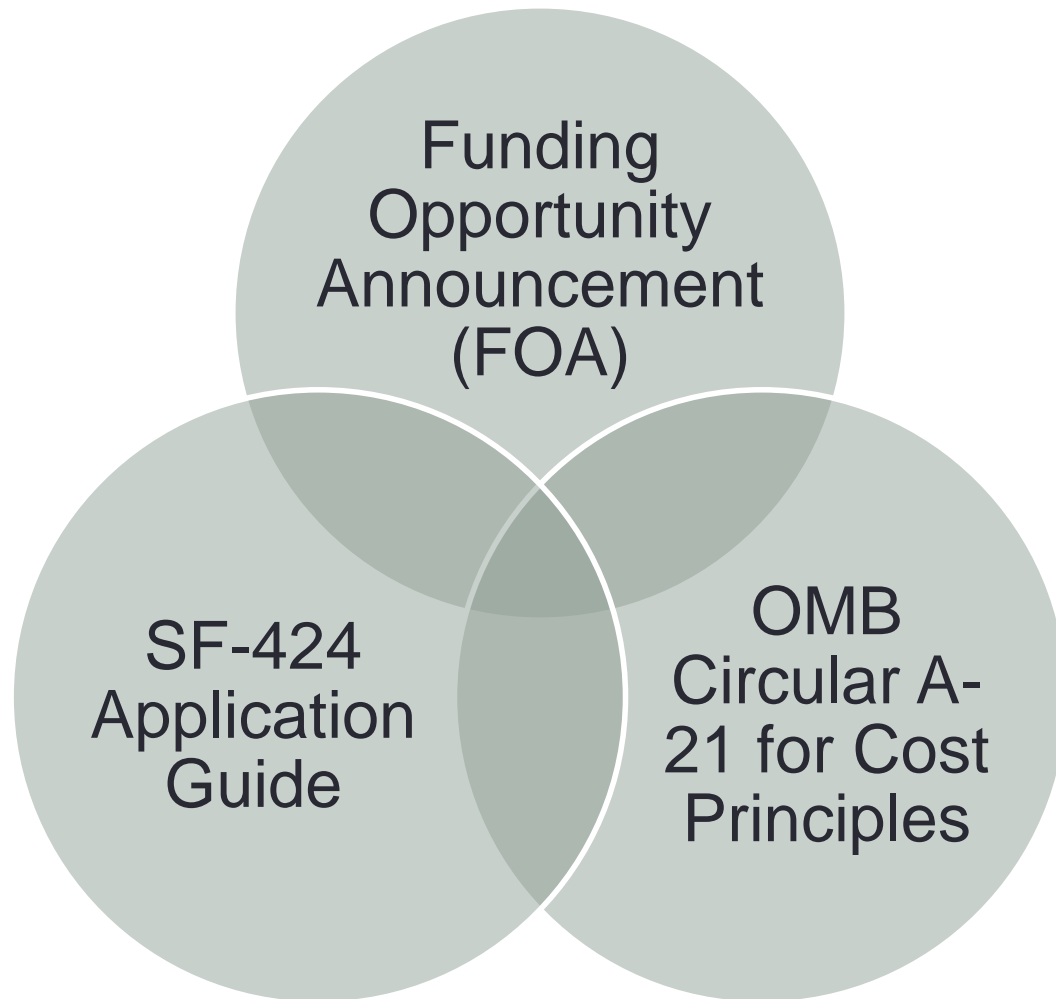 Funding
Opportunity
Announcement
(FOA)
SF-424
Application
Guide
OMB
Circular A-
21 for Cost
Principles